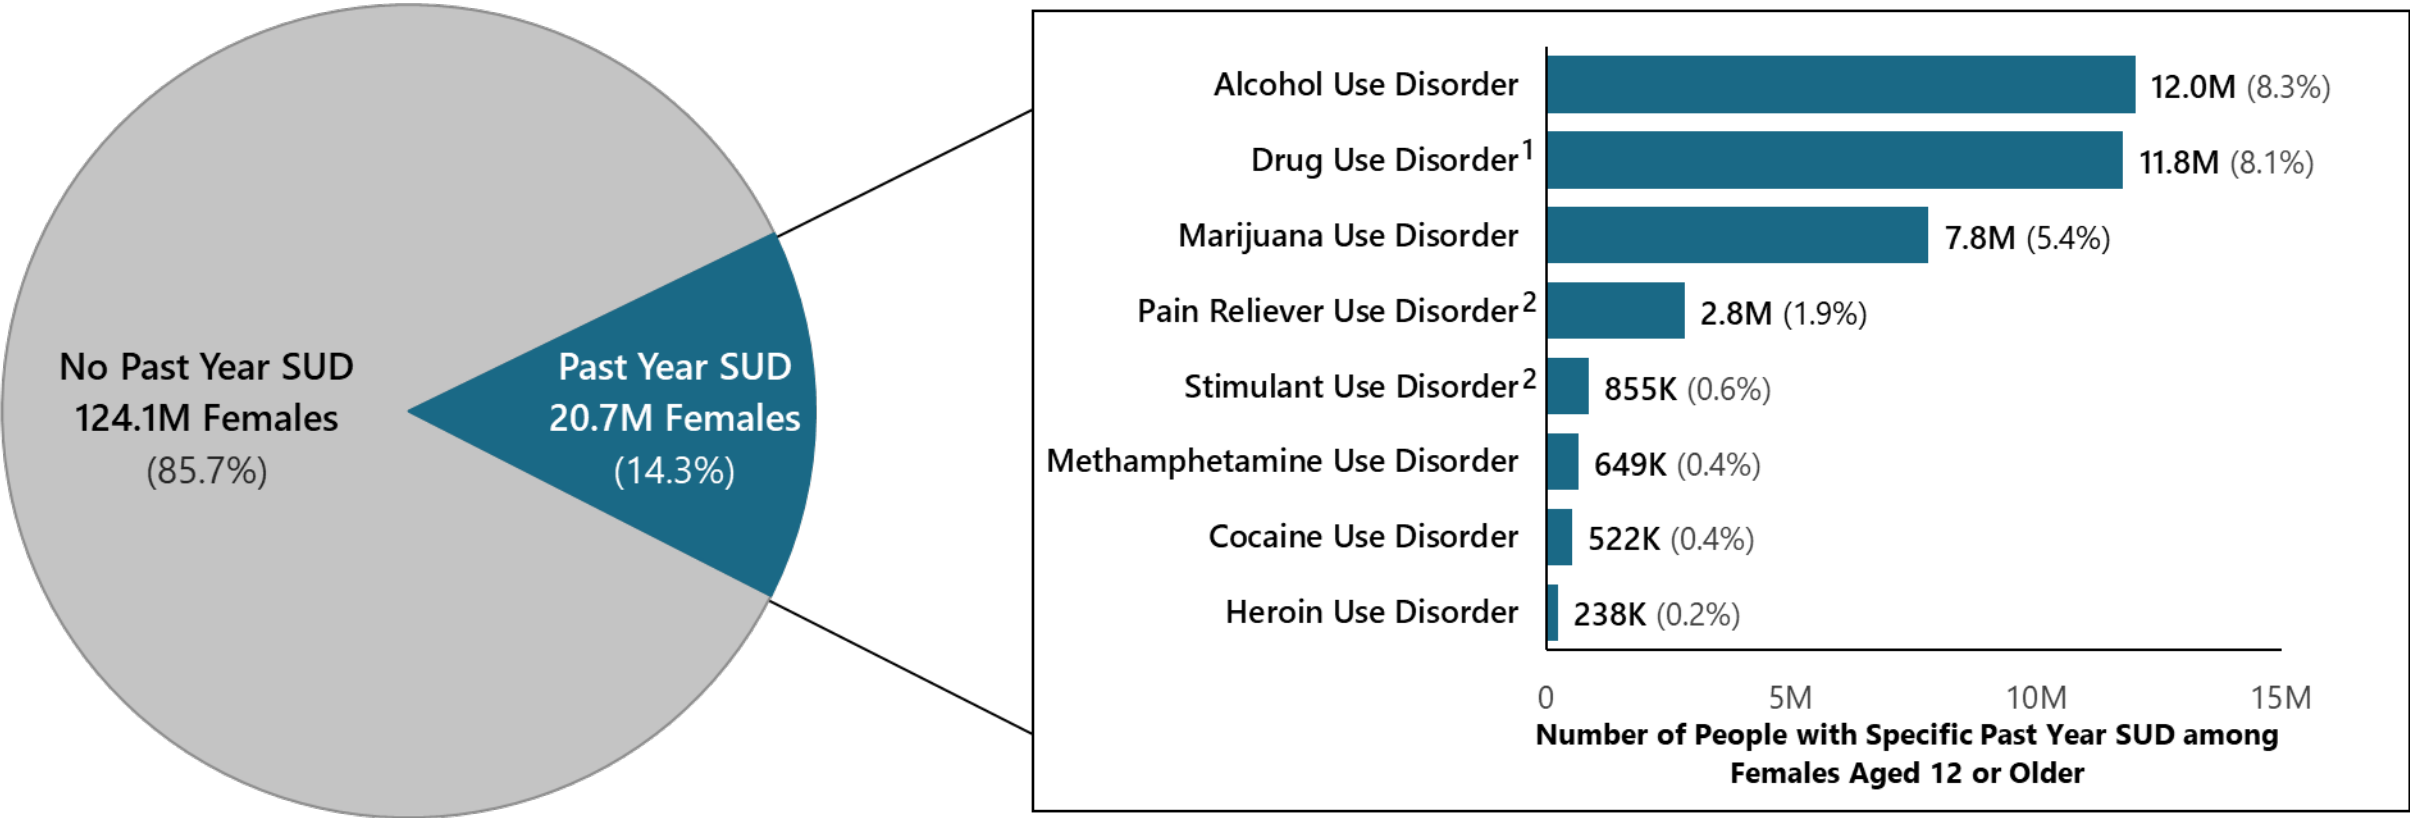 No Past Year SUD
124.1M Females
(85.7%)
Past Year SUD
20.7M Females
(14.3%)
Alcohol Use Disorder 12.0M (8.3%)
Drug Use Disorder1 11.8M (8.1%)
Marijuana Use Disorder 7.8M (5.4%)
Pain Reliever Use Disorder2 2.8M (1.9%)
Stimulant Use Disorder2 855K (0.6%)
Methamphetamine Use Disorder 649K (0.4%)
Cocaine Use Disorder 522K (0.4%)
Heroin Use Disorder 238K (0.2%)
0 5M 10M 15M
Number of People with Specific Past Year SUD among
Females Aged 12 or Older